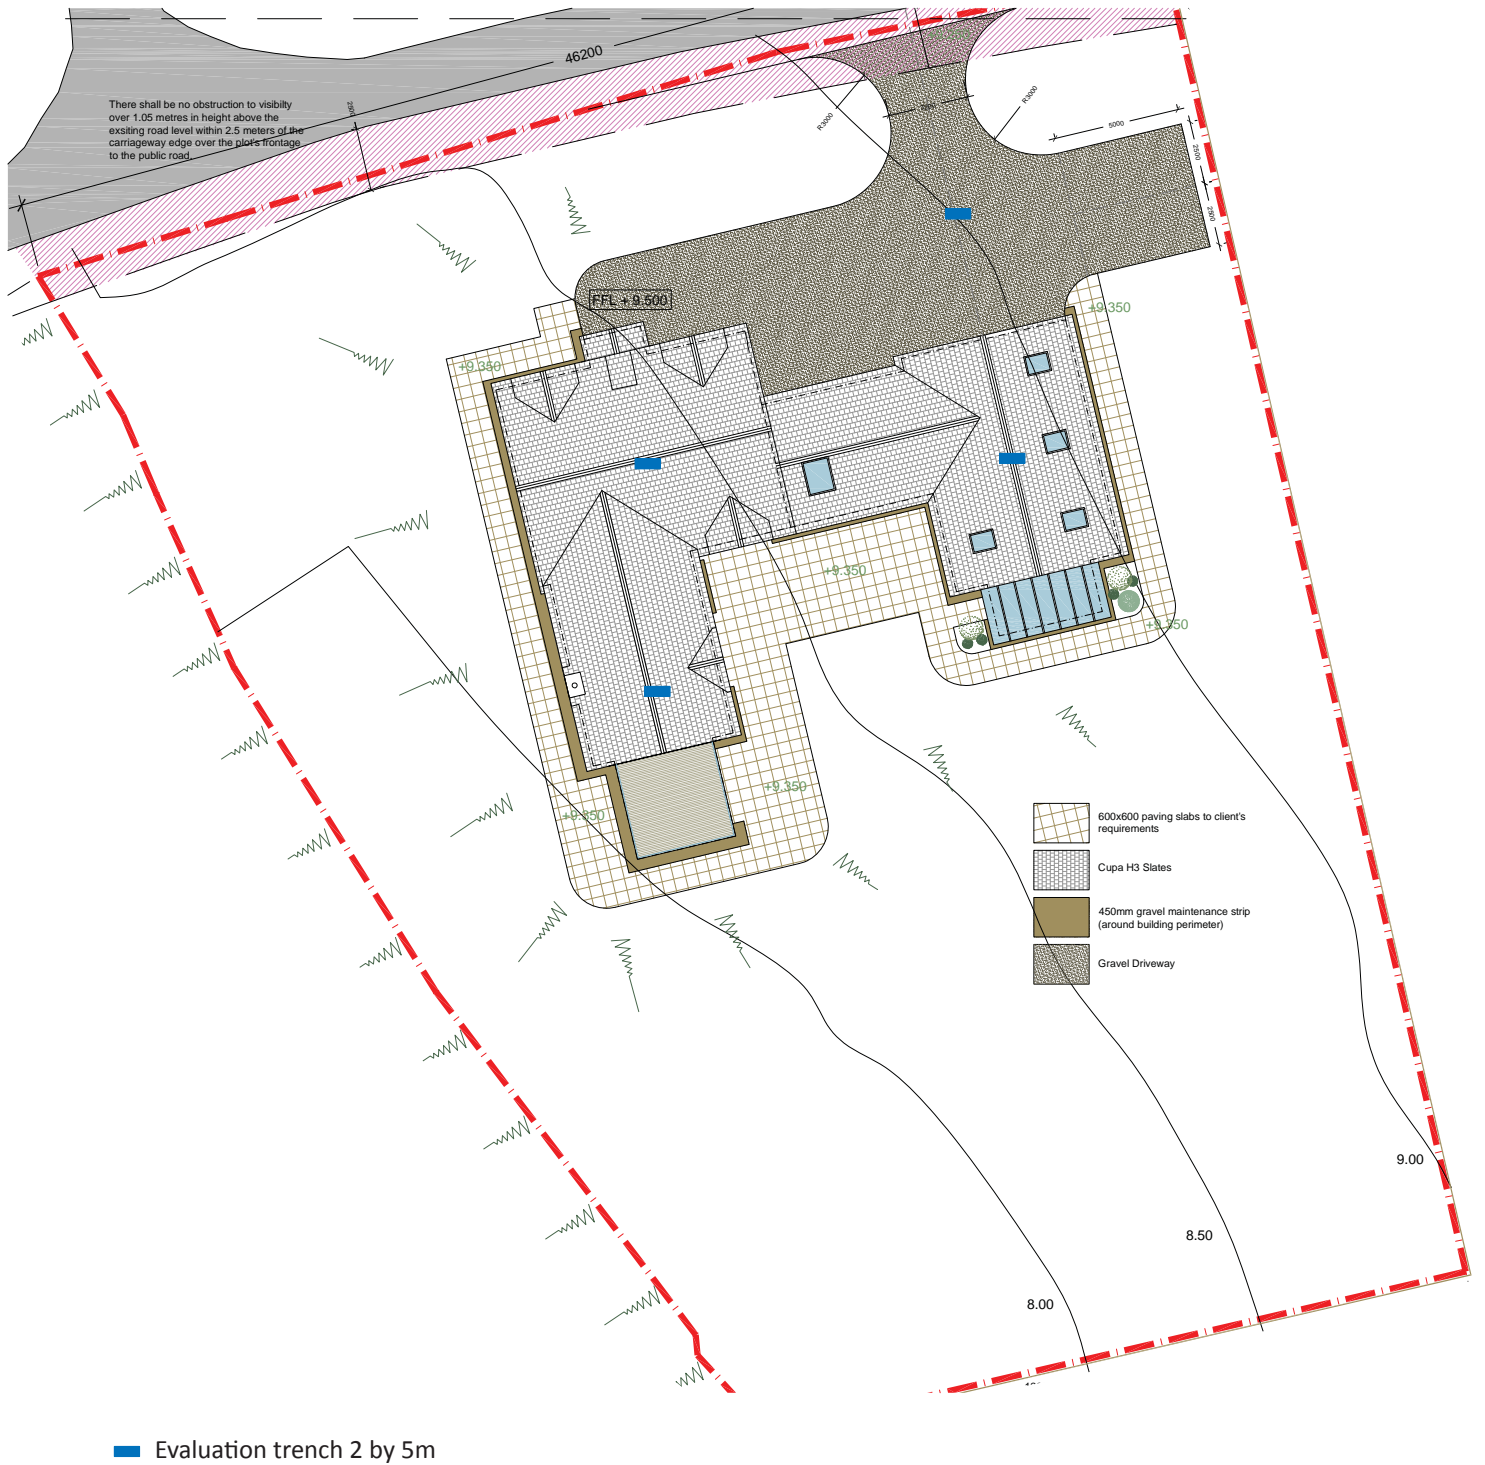 46200
There shall be no obstruction to visibilty
over 1.05 metres in height above the
exsiting road level within 2.5 meters of the
carriageway edge over the plot's frontage
to the public road.
2500
R3000
R3000
5000
2500
2500
FFL + 9.500
+9.350
+9.350
+9.350
+9.350
+9.350
+9.350
600x600 paving slabs to client's
requirements
Cupa H3 Slates
450mm gravel maintenance strip
(around building perimeter)
Gravel Driveway
9.00
8.50
8.00
Evaluation trench 2 by 5m